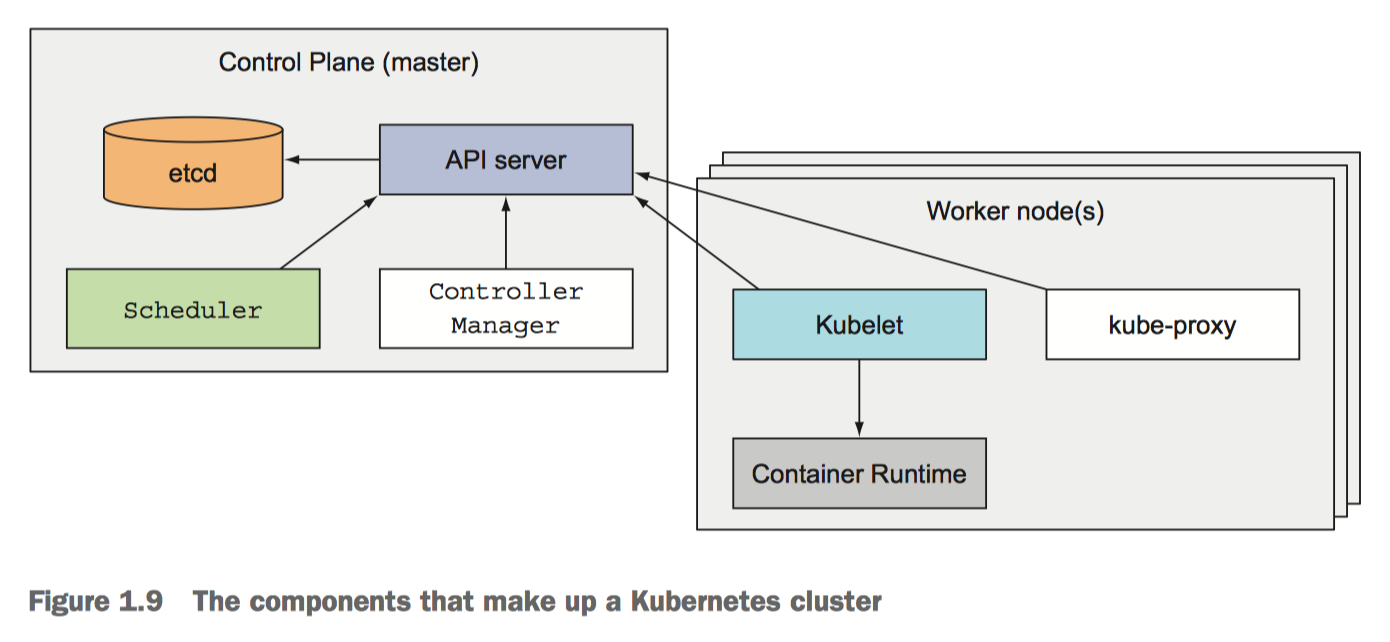 Control Plane (master)
etcd
API server
Scheduler
Controller
Manager
Worker node(s)
Kubelet
kube-proxy
Container Runtime
Figure 1.9 The components that make up a Kubernetes cluster